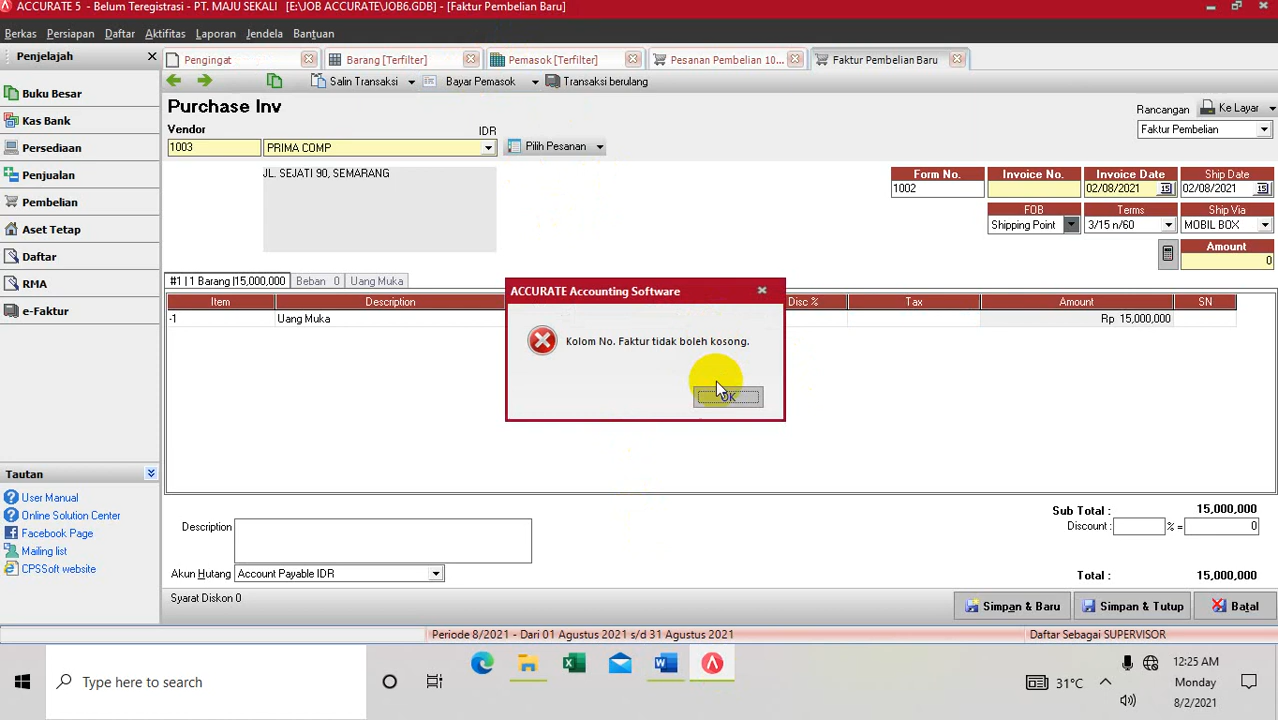 ACCURATE 5 - Belum Teregistrasi - PT. MAJU SEKALI [E:\JOB ACCURATE\JOB6.GDB] - [Faktur Pembelian Baru]
Berkas Persiapan Daftar Aktifitas Laporan Jendela Bantuan
Penjelajah
Pengingat Barang [Terfilter] Pemasok [Terfilter] Pesanan Pembelian 10... Faktur Pembelian Baru
Salin Transaksi Bayar Pemasok Transaksi berulang
Buku Besar
Kas Bank
Persediaan
Penjualan
Pembelian
Aset Tetap
Daftar
RMA
e-Faktur
Purchase Inv
Rancangan Ke Layar
Faktur Pembelian
Vendor IDR
1003 PRIMA COMP Pilih Pesanan
JL. SEJATI 90, SEMARANG
Form No. Invoice No. Invoice Date Ship Date
1002 02/08/2021 15 02/08/2021 15
FOB Terms Ship Via
Shipping Point 3/15 n/60 MOBIL BOX
Amount
0
#1 | 1 Barang |15,000,000 Beban 0 Uang Muka
Item Description Disc % Tax Amount SN
-1 Uang Muka Rp 15,000,000
ACCURATE Accounting Software
Kolom No. Faktur tidak boleh kosong.
OK
Tautan
User Manual
Online Solution Center
Facebook Page
Mailing list
CPSSoft website
Description
Akun Hutang Account Payable IDR
Syarat Diskon 0
Sub Total : 15,000,000
Discount : % = 0
Total : 15,000,000
Simpan & Baru Simpan & Tutup Batal
Periode 8/2021 - Dari 01 Agustus 2021 s/d 31 Agustus 2021 Daftar Sebagai SUPERVISOR
Type here to search
31°C
12:25 AM
Monday
8/2/2021